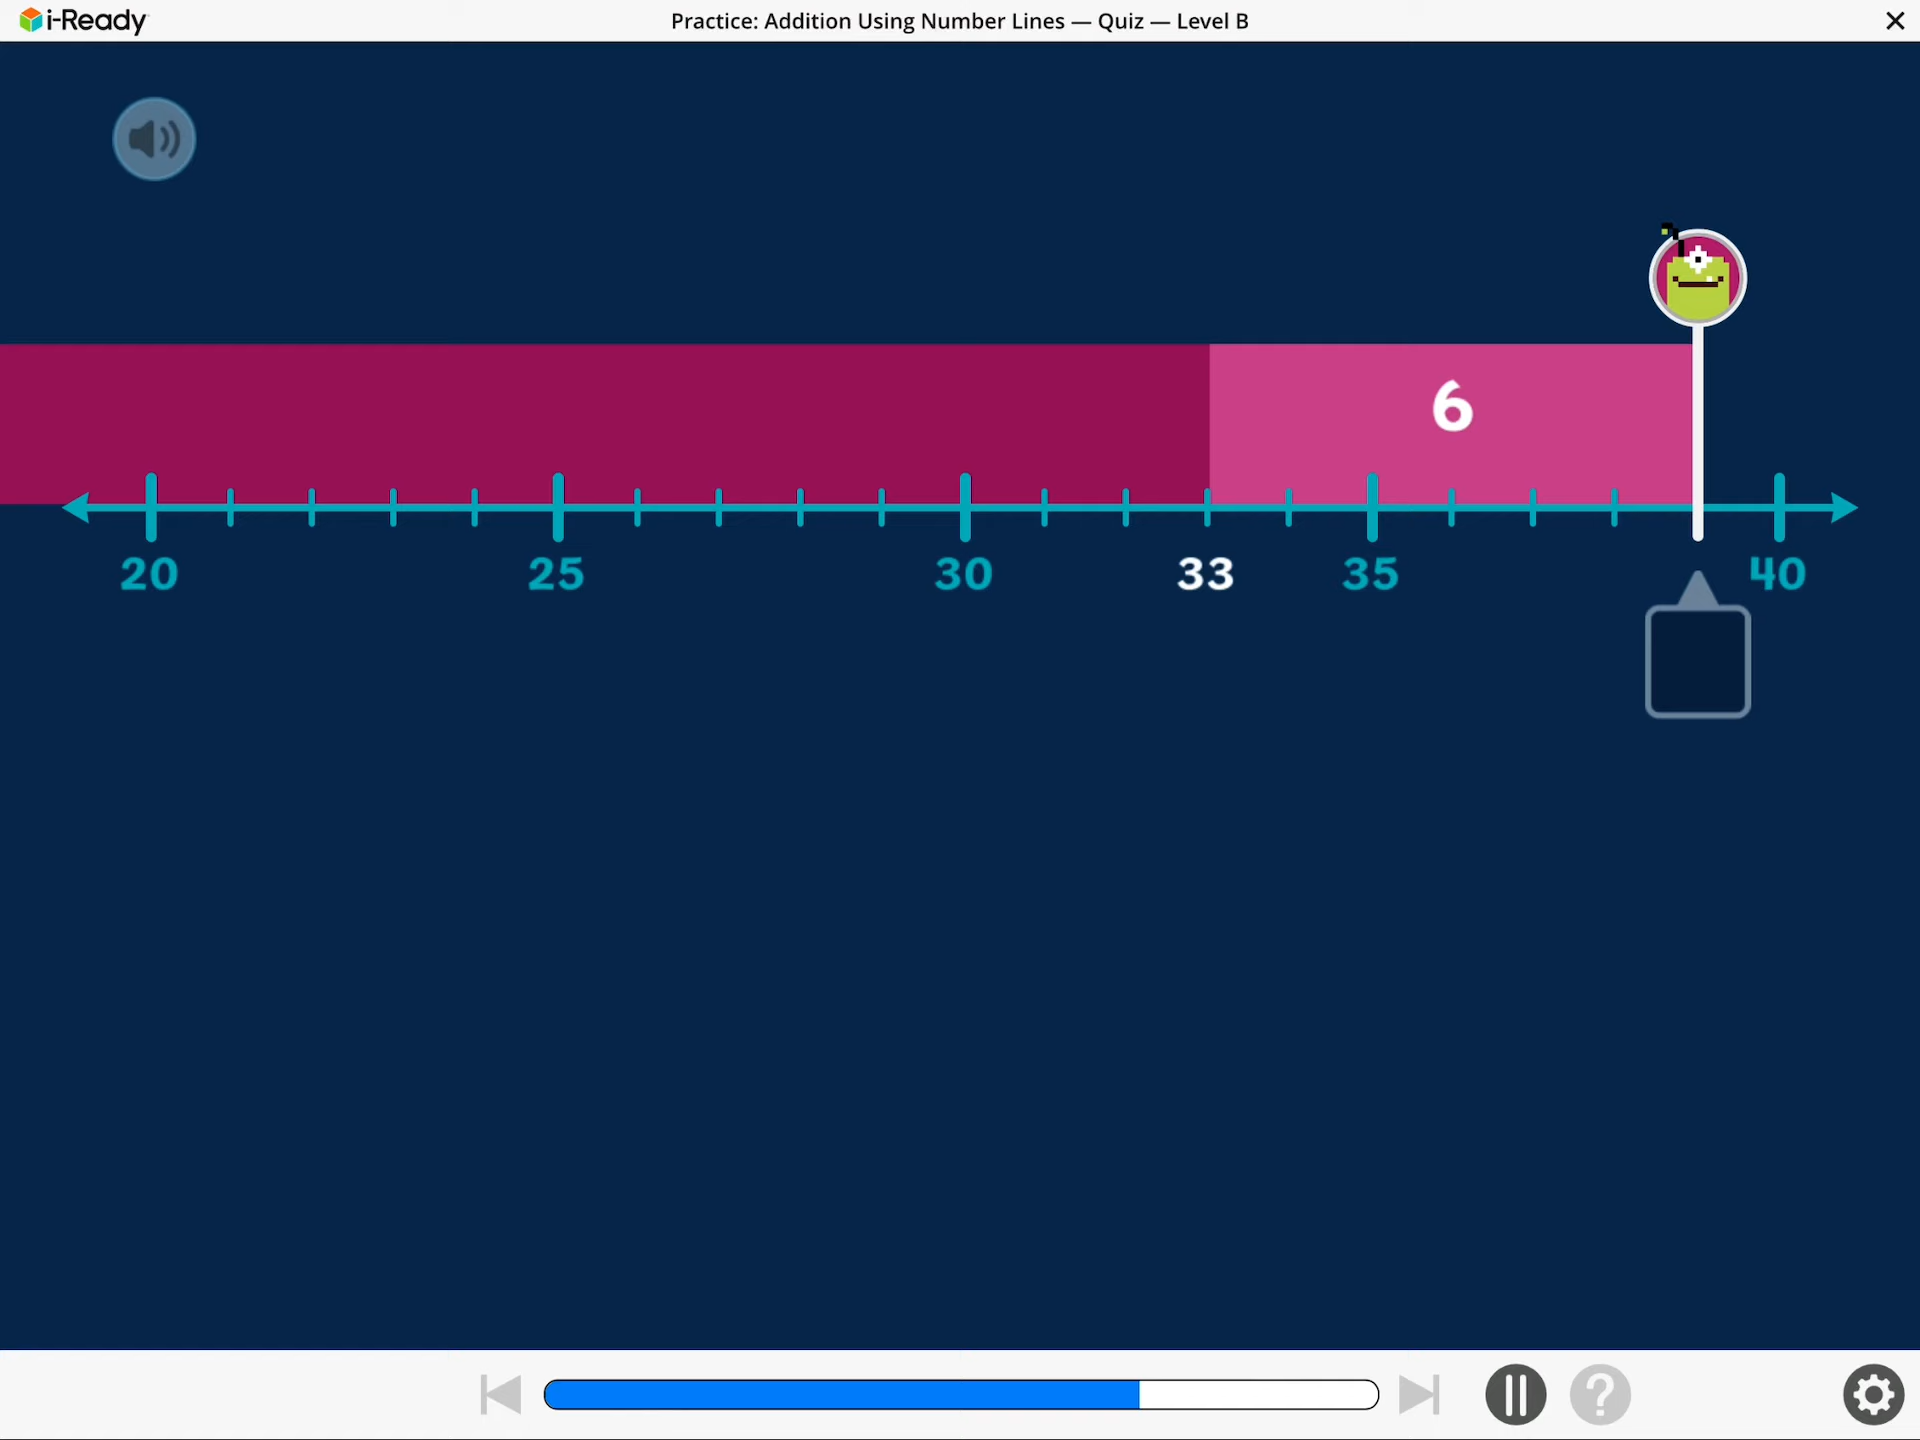 i-Ready
Practice: Addition Using Number Lines — Quiz — Level B
6
20 25 30 33 35 40
?